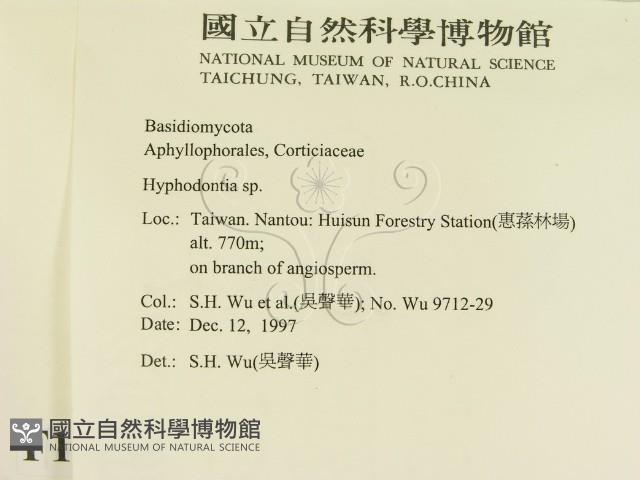 國立自然科學博物館
NATIONAL MUSEUM OF NATURAL SCIENCE
TAICHUNG, TAIWAN, R.O.CHINA
Basidiomycota
Aphyllophorales, Corticiaceae
Hyphodontia sp.
Loc.: Taiwan. Nantou: Huisun Forestry Station(惠蓀林場)
alt. 770m;
on branch of angiosperm.
Col.: S.H. Wu et al.(吳聲華); No. Wu 9712-29
Date: Dec. 12, 1997
Det.: S.H. Wu(吳聲華)
國立自然科學博物館
NATIONAL MUSEUM OF NATURAL SCIENCE